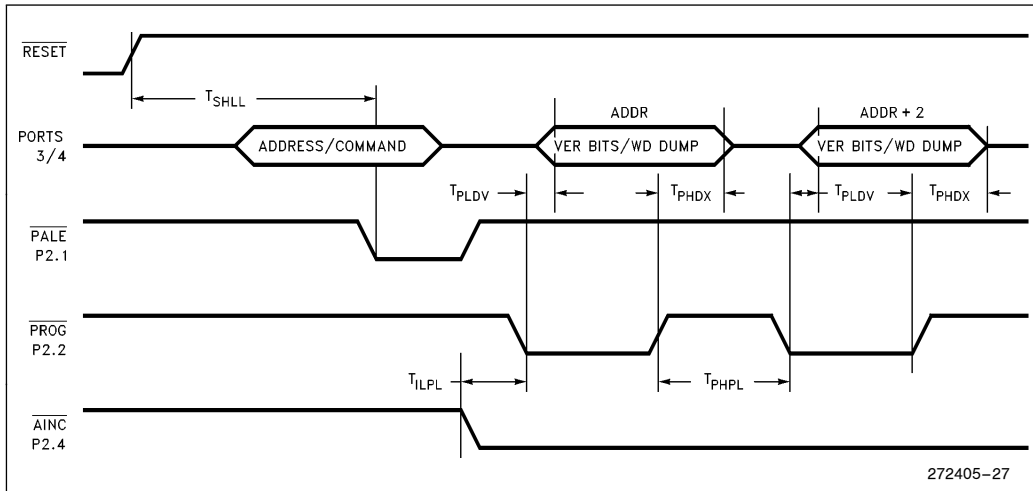 RESET
T_SHLL
ADDR
ADDR + 2
PORTS
3/4
ADDRESS/COMMAND
VER BITS/WD DUMP
VER BITS/WD DUMP
T_PLDV
T_PHDX
T_PLDV
T_PHDX
PALE
P2.1
PROG
P2.2
T_ILPL
T_PHPL
AINC
P2.4
272405–27